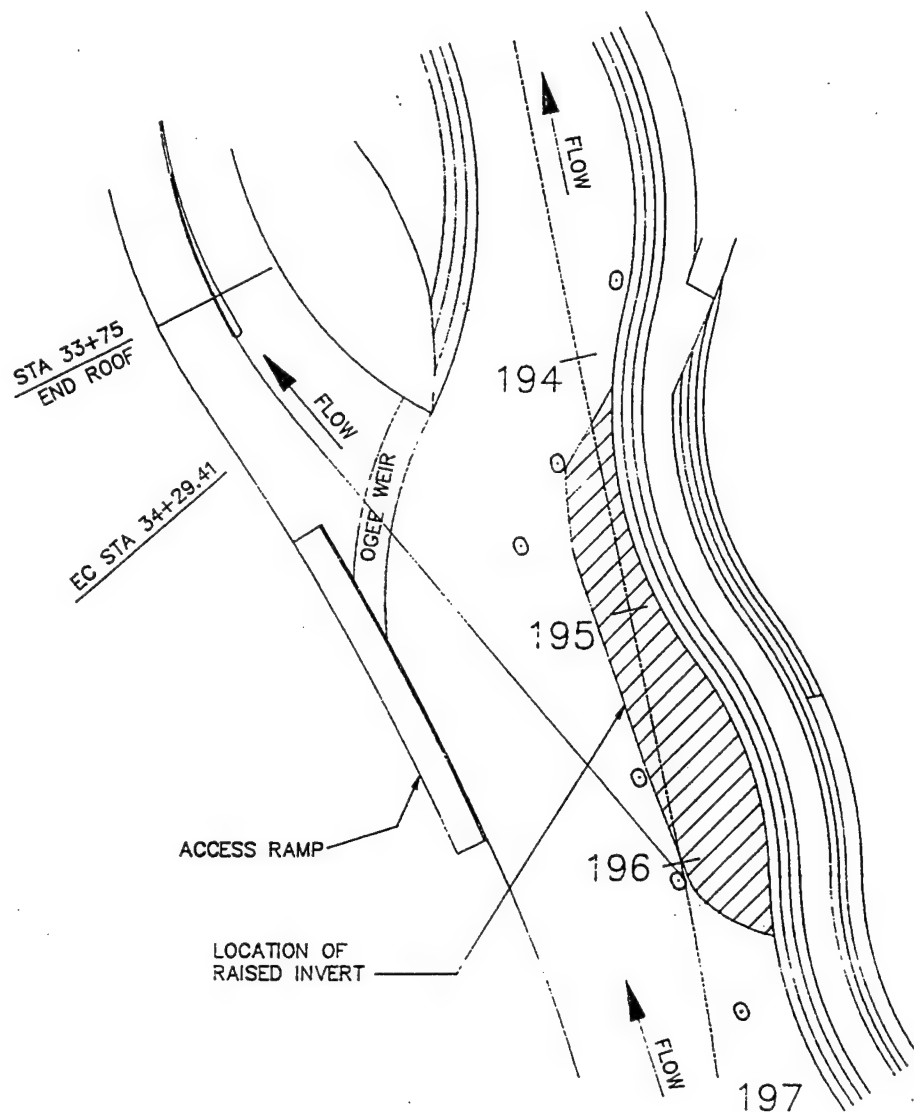 FLOW
STA 33+75
END ROOF
194
FLOW
OGEE WEIR
EC STA 34+29.41
195
ACCESS RAMP
196
LOCATION OF
RAISED INVERT
FLOW
197